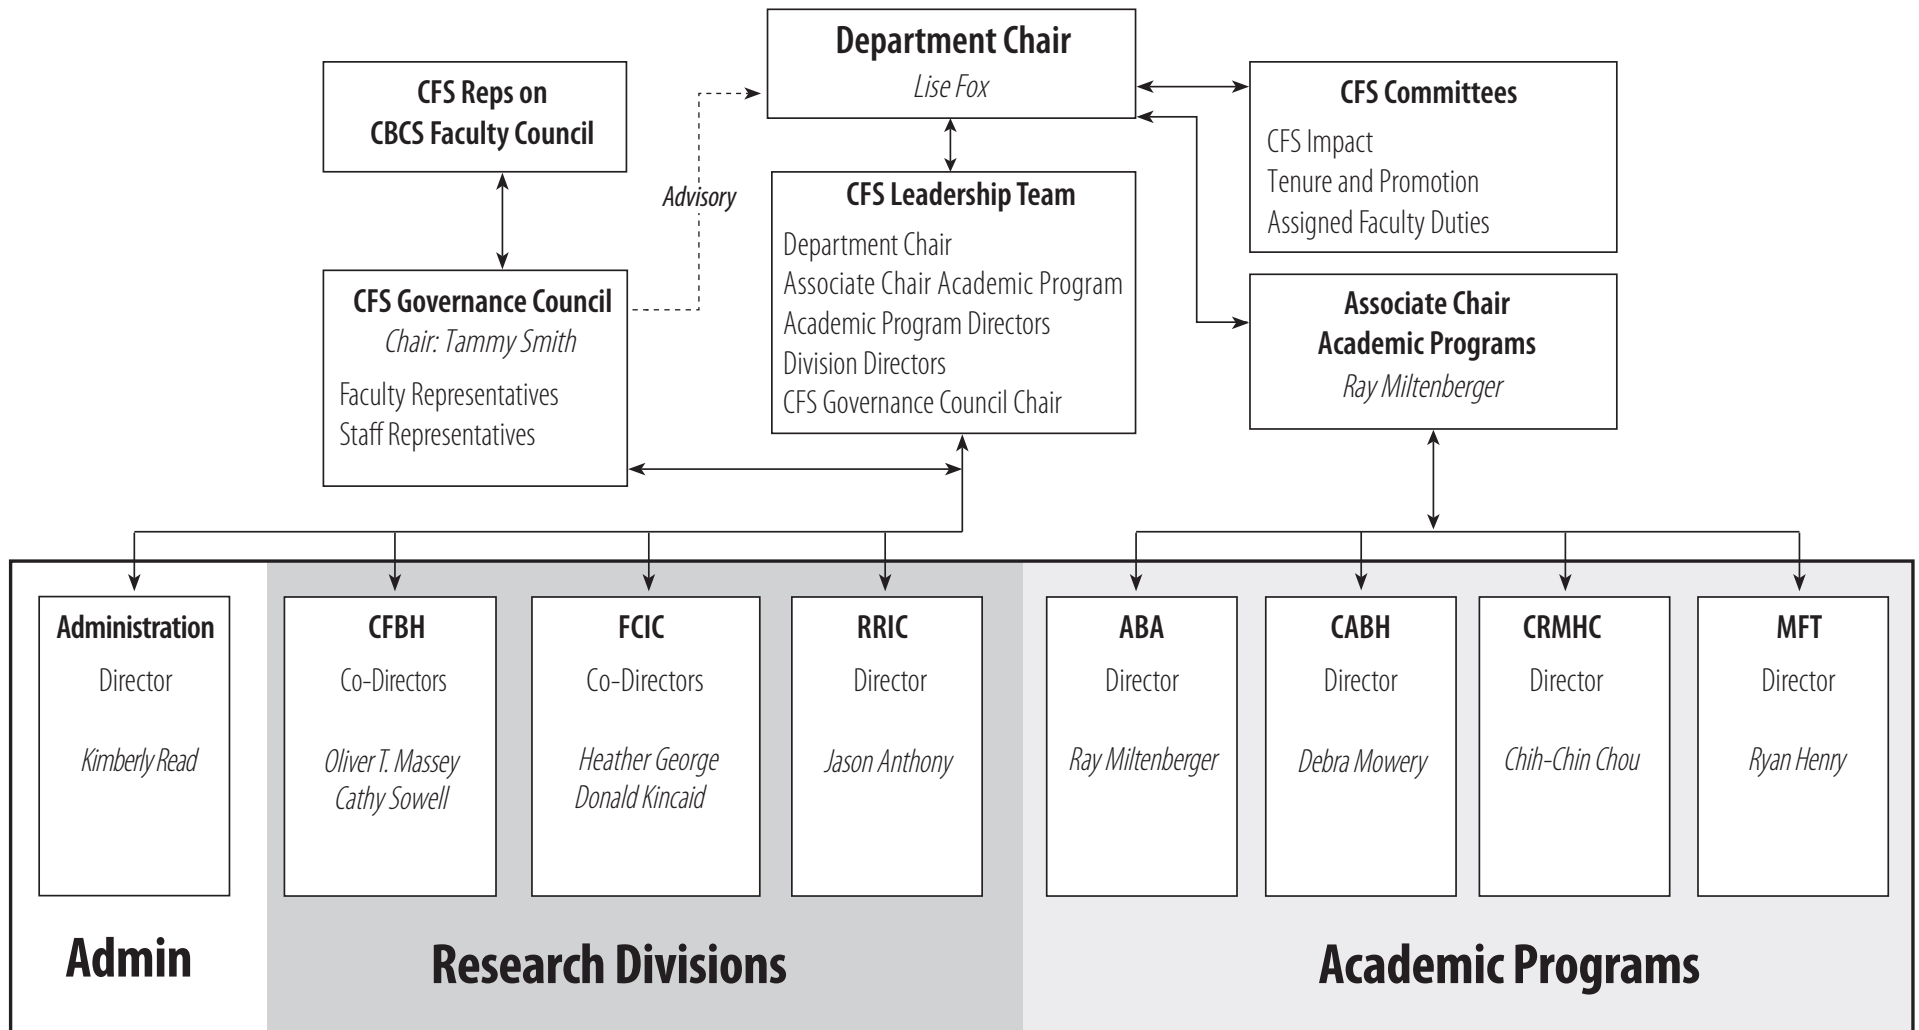 Department Chair
Lise Fox
CFS Reps on
CBCS Faculty Council
CFS Committees
CFS Impact
Tenure and Promotion
Assigned Faculty Duties
Advisory
CFS Leadership Team
Department Chair
Associate Chair Academic Program
Academic Program Directors
Division Directors
CFS Governance Council Chair
CFS Governance Council
Chair: Tammy Smith
Faculty Representatives
Staff Representatives
Associate Chair
Academic Programs
Ray Miltenberger
Administration
Director
Kimberly Read
CFBH
Co-Directors
Oliver T. Massey
Cathy Sowell
FCIC
Co-Directors
Heather George
Donald Kincaid
RRIC
Director
Jason Anthony
ABA
Director
Ray Miltenberger
CABH
Director
Debra Mowery
CRMHC
Director
Chih-Chin Chou
MFT
Director
Ryan Henry
Admin
Research Divisions
Academic Programs